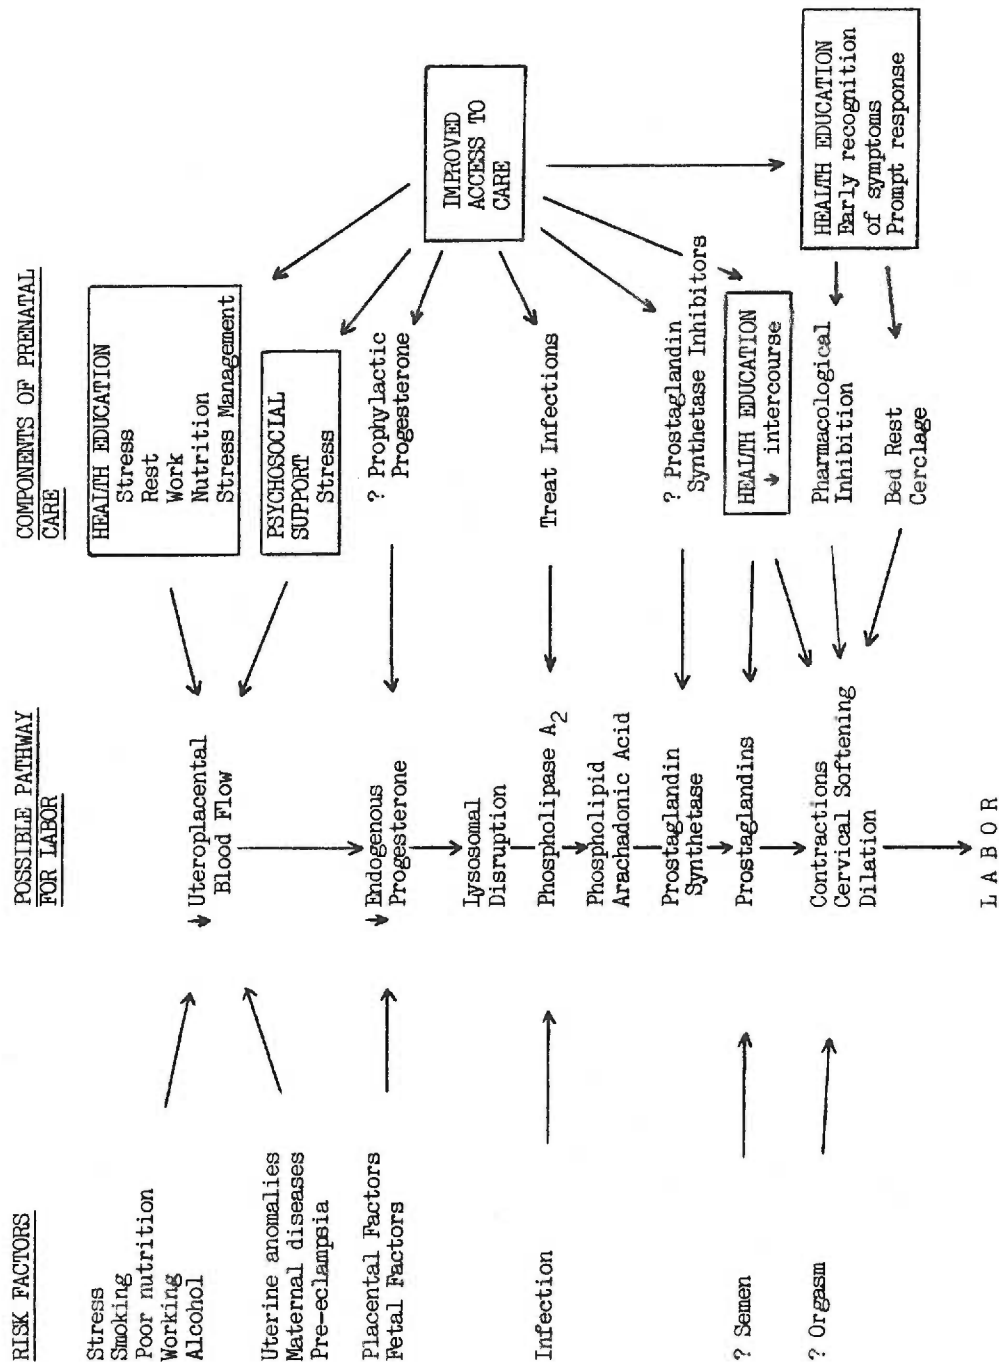 RISK FACTORS
Stress
Smoking
Poor nutrition
Working
Alcohol
Uterine anomalies
Maternal diseases
Pre-eclampsia
Placental Factors
Fetal Factors
Infection
? Semen
? Orgasm
POSSIBLE PATHWAY
FOR LABOR
↓ Uteroplacental
Blood Flow
↓ Endogenous
Progesterone
Lysosomal
Disruption
Phospholipase A₂
Phospholipid
Arachadonic Acid
Prostaglandin
Synthetase
Prostaglandins
Contractions
Cervical Softening
Dilation
L A B O R
COMPONENTS OF PRENATAL
CARE
HEALTH EDUCATION
Stress
Rest
Work
Nutrition
Stress Management
PSYCHOSOCIAL
SUPPORT
Stress
? Prophylactic
Progesterone
Treat Infections
? Prostaglandin
Synthetase Inhibitors
HEALTH EDUCATION
↓ intercourse
Pharmacological
Inhibition
Bed Rest
Cerclage
IMPROVED
ACCESS TO
CARE
HEALTH EDUCATION
Early recognition
of symptoms
Prompt response